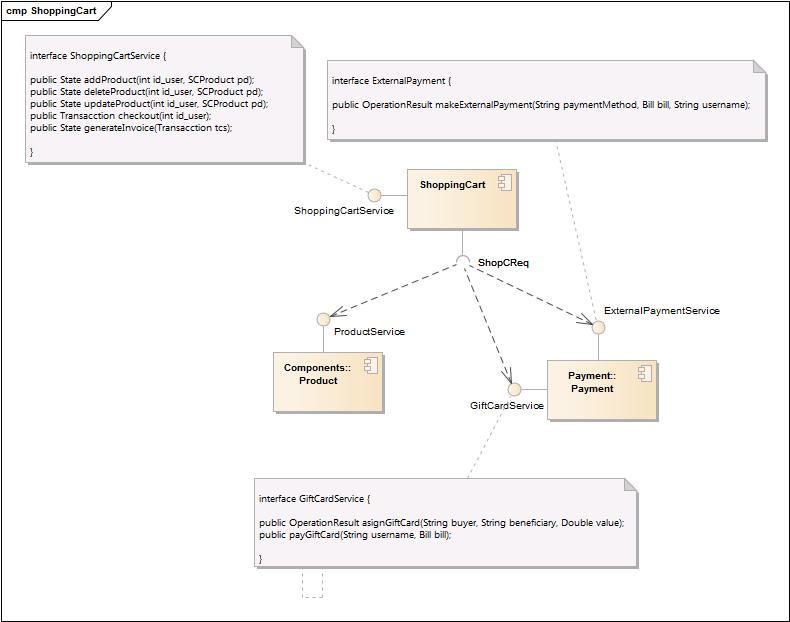 cmp ShoppingCart
interface ShoppingCartService {
public State addProduct(int id_user, SCProduct pd);
public State deleteProduct(int id_user, SCProduct pd);
public State updateProduct(int id_user, SCProduct pd);
public Transacction checkout(int id_user);
public State generateInvoice(Transacction tcs);
}
interface ExternalPayment {
public OperationResult makeExternalPayment(String paymentMethod, Bill bill, String username);
}
ShoppingCart
ShoppingCartService
ShopCReq
ExternalPaymentService
ProductService
Components::
Product
Payment::
Payment
GiftCardService
interface GiftCardService {
public OperationResult asignGiftCard(String buyer, String beneficiary, Double value);
public payGiftCard(String username, Bill bill);
}